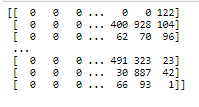 [[  0   0   0 ...   0   0 122]
 [  0   0   0 ... 400 928 104]
 [  0   0   0 ...  62  70  96]
 ...
 [  0   0   0 ... 491 323  23]
 [  0   0   0 ...  30 887  42]
 [  0   0   0 ...  66  93   1]]